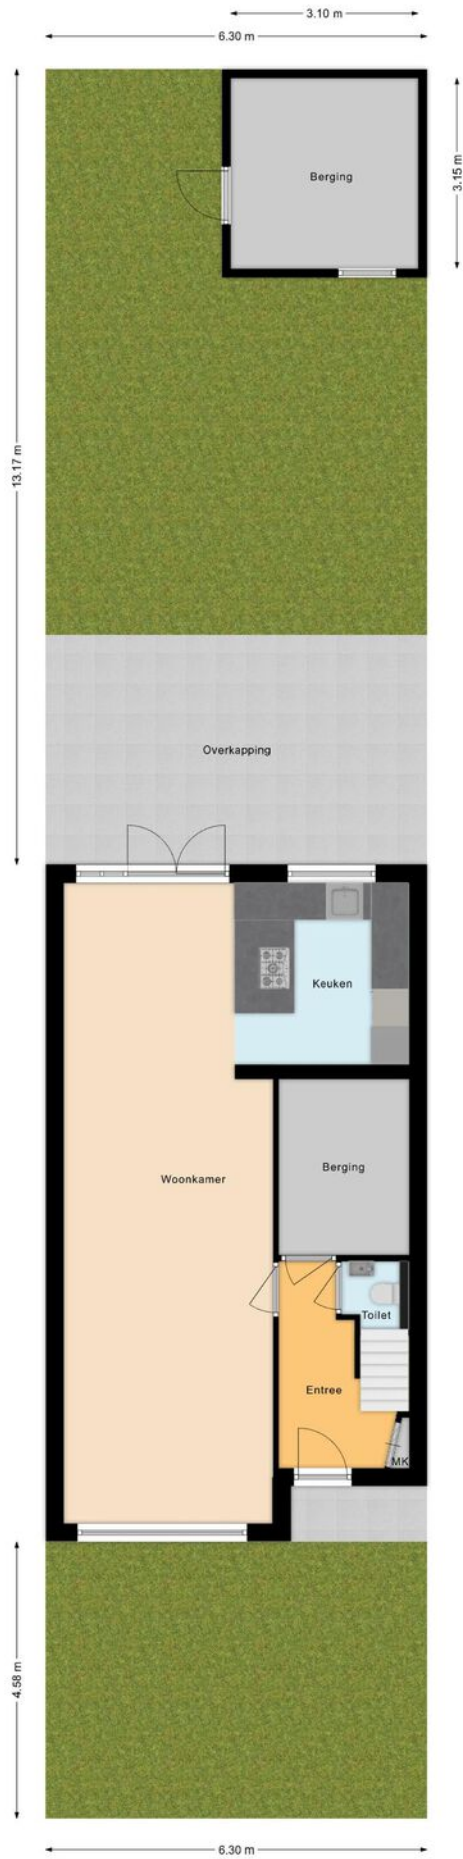 3.10 m
6.30 m
Berging
3.15 m
13.17 m
Overkapping
Keuken
Berging
Woonkamer
Toilet
Entree
MK
4.58 m
6.30 m